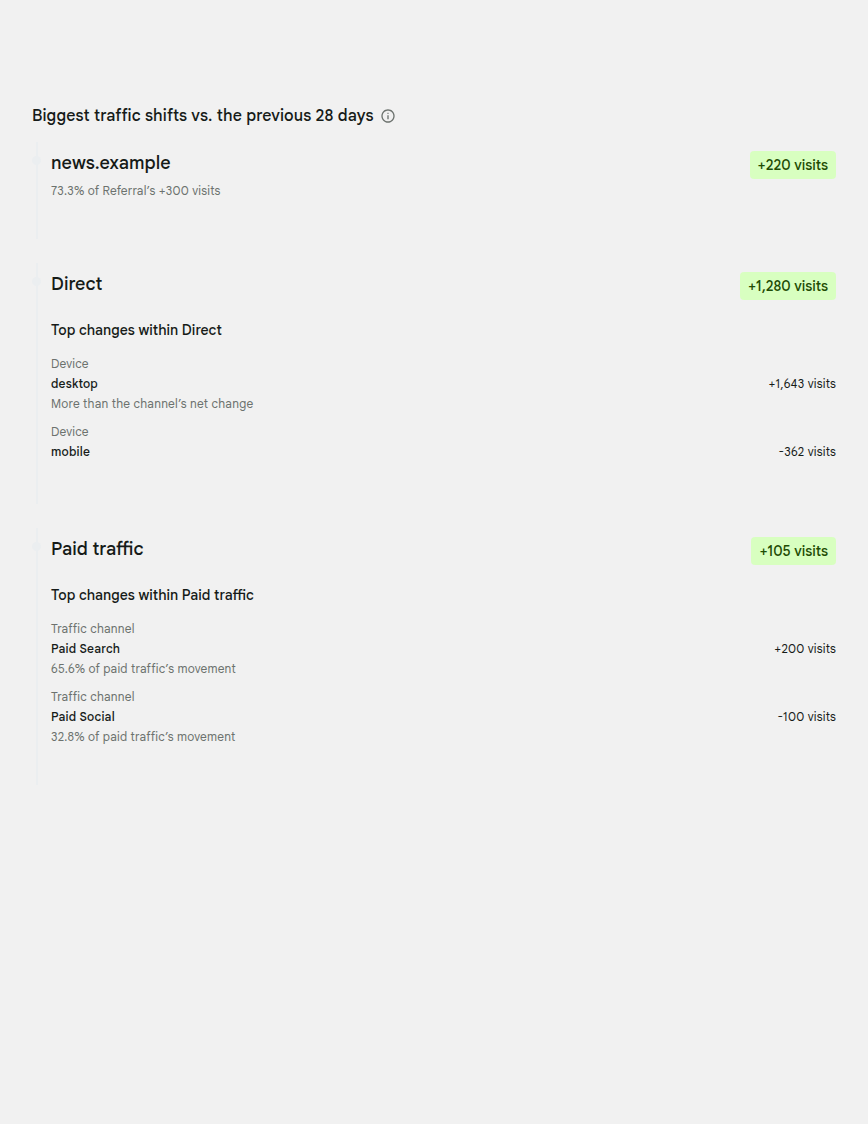 Biggest traffic shifts vs. the previous 28 days
news.example
+220 visits
73.3% of Referral’s +300 visits
Direct
+1,280 visits
Top changes within Direct
Device
desktop
+1,643 visits
More than the channel’s net change
Device
mobile
-362 visits
Paid traffic
+105 visits
Top changes within Paid traffic
Traffic channel
Paid Search
+200 visits
65.6% of paid traffic’s movement
Traffic channel
Paid Social
-100 visits
32.8% of paid traffic’s movement